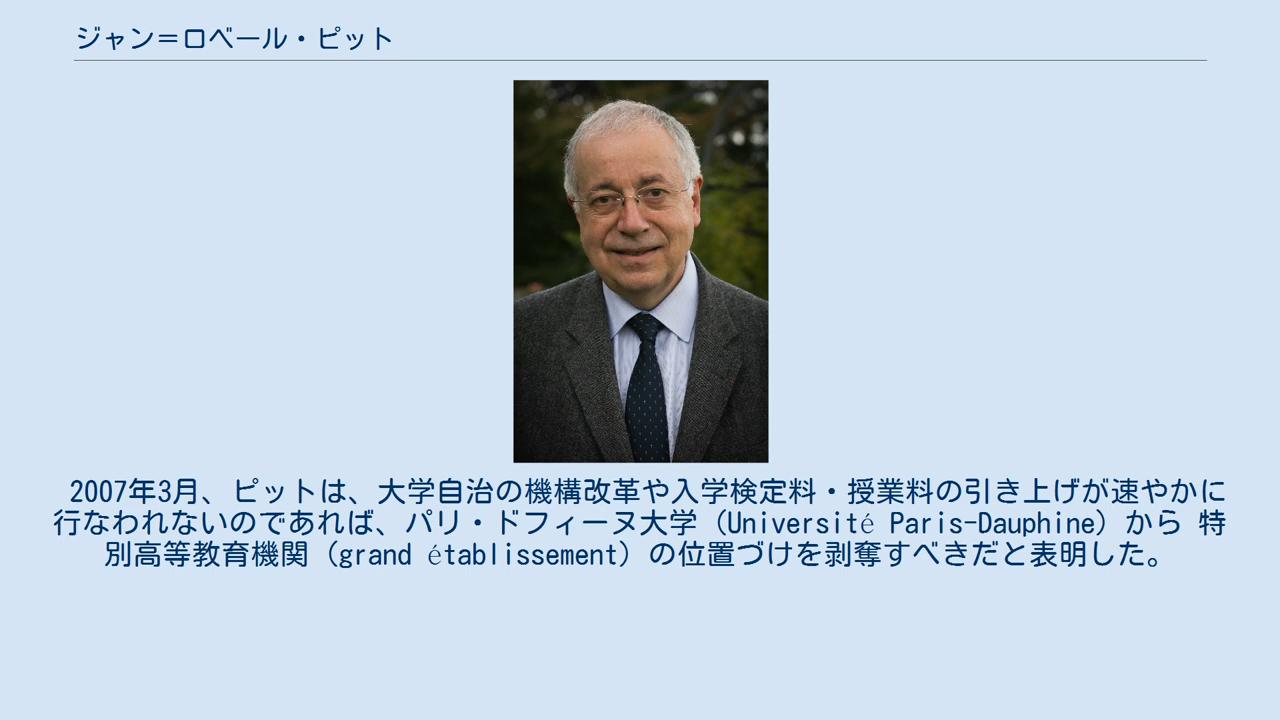 ジャン＝ロベール・ピット
2007年3月、ピットは、大学自治の機構改革や入学検定料・授業料の引き上げが速やかに
行なわれないのであれば、パリ・ドフィーヌ大学（Université Paris-Dauphine）から 特
別高等教育機関（grand établissement）の位置づけを剥奪すべきだと表明した。